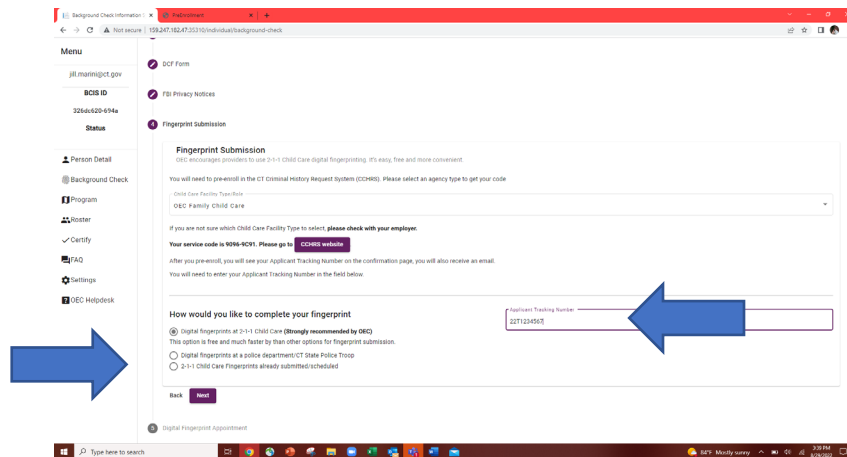 Background Check Information
PreEnrollment
Not secure | 159.247.182.47:35310/individual/background-check
Menu
jill.marini@ct.gov
BCIS ID
326dc620-694a
Status
Person Detail
Background Check
Program
Roster
Certify
FAQ
Settings
OEC Helpdesk
DCF Form
FBI Privacy Notices
4 Fingerprint Submission
Fingerprint Submission
OEC encourages providers to use 2-1-1 Child Care digital fingerprinting. It's easy, free and more convenient
You will need to pre-enroll in the CT Criminal History Request System (CCHRS). Please select an agency type to get your code
Child Care Facility Type/Role
OEC Family Child Care
If you are not sure which Child Care Facility Type to select, please check with your employer.
Your service code is 9096-9C91. Please go to CCHRS website
After you pre-enroll, you will see your Applicant Tracking Number on the confirmation page, you will also receive an email.
You will need to enter your Applicant Tracking Number in the field below.
How would you like to complete your fingerprint
Digital fingerprints at 2-1-1 Child Care (Strongly recommended by OEC)
This option is free and much faster by than other options for fingerprint submission.
Digital fingerprints at a police department/CT State Police Troop
2-1-1 Child Care Fingerprints already submitted/scheduled
Applicant Tracking Number
22T1234567
Back Next
5 Digital Fingerprint Appointment
Type here to search
84°F Mostly sunny
3:39 PM
8/29/2022